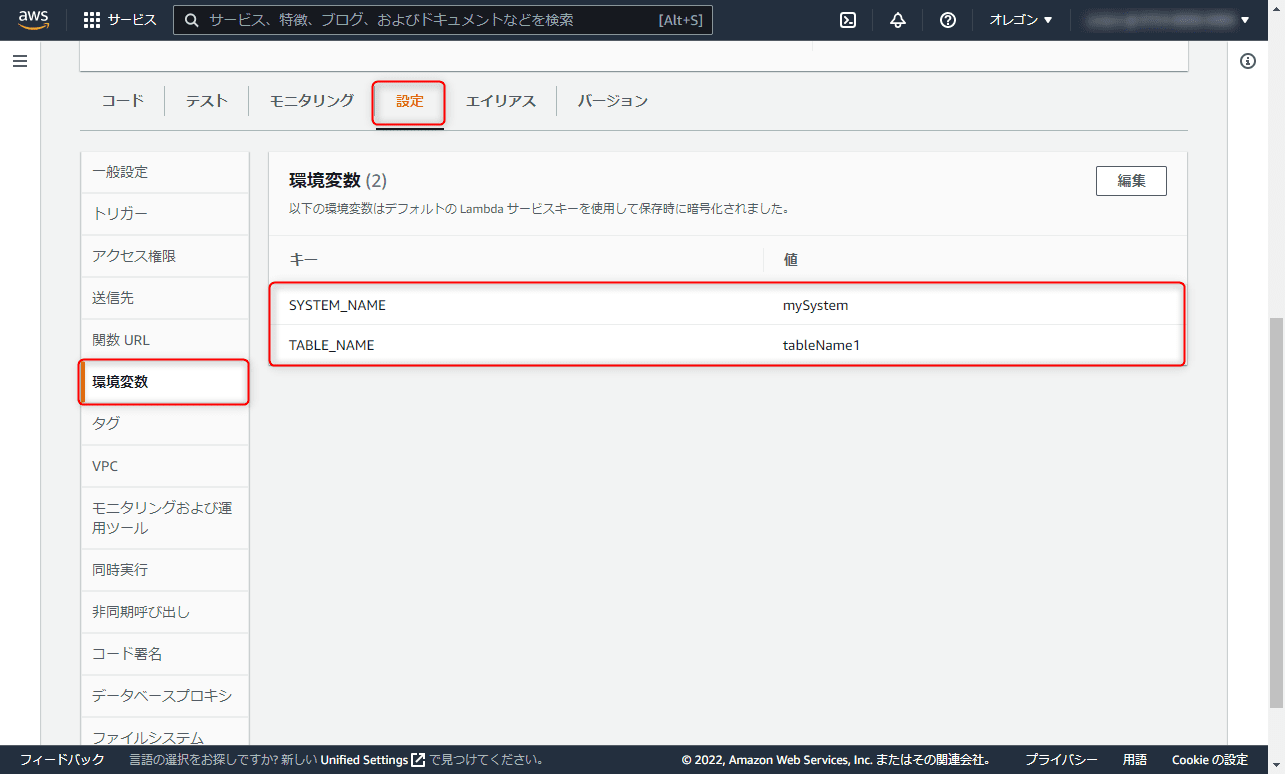 aws サービス サービス、特徴、ブログ、およびドキュメントなどを検索 [Alt+S] オレゴン ▼
コード テスト モニタリング 設定 エイリアス バージョン
一般設定
トリガー
アクセス権限
送信先
関数 URL
環境変数
タグ
VPC
モニタリングおよび運
用ツール
同時実行
非同期呼び出し
コード署名
データベースプロキシ
ファイルシステム
環境変数 (2)
編集
以下の環境変数はデフォルトの Lambda サービスキーを使用して保存時に暗号化されました。
キー 値
SYSTEM_NAME mySystem
TABLE_NAME tableName1
フィードバック 言語の選択をお探しですか? 新しい Unified Settings で見つけてください。 © 2022, Amazon Web Services, Inc. またはその関連会社。 プライバシー 用語 Cookie の設定